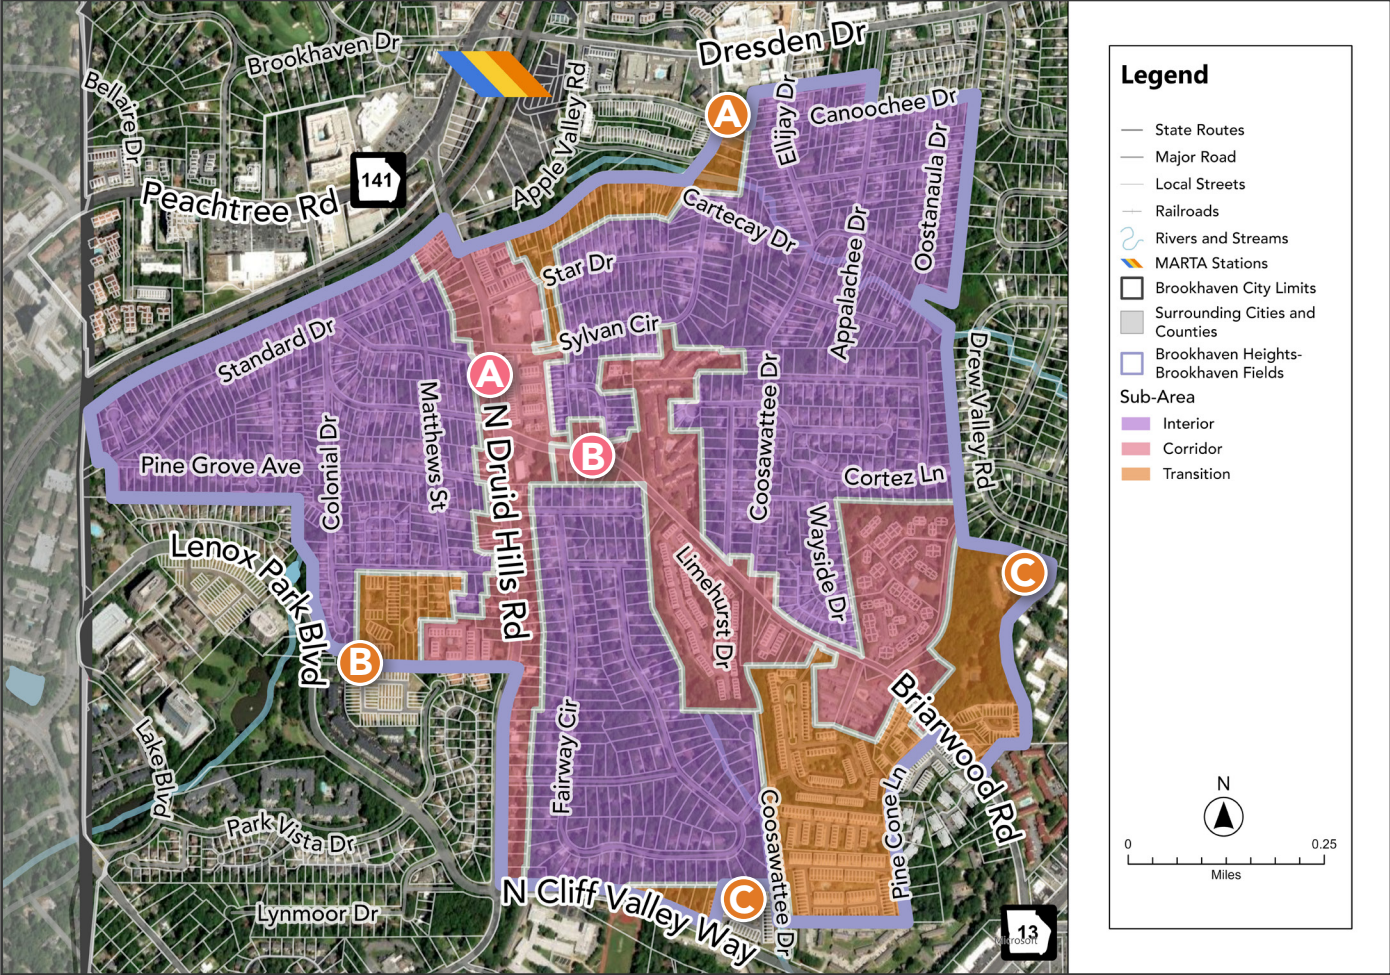 Dresden Dr
Brookhaven Dr
Bellaire Dr
Apple Valley Rd
Elijay Dr
Canoochee Dr
A
Oostanaula Dr
141
Peachtree Rd
Cartecay Dr
Appalachee Dr
Star Dr
Sylvan Cir
Standard Dr
Drew Valley Rd
A
Matthews St
N Druid Hills Rd
Coosawattee Dr
Colonial Dr
B
Pine Grove Ave
Cortez Ln
Wayside Dr
Lenox Park Blvd
Limehurst Dr
C
B
Briarwood Rd
Fairway Cir
Lake Blvd
Pine Cone Ln
Coosawattee Dr
Park Vista Dr
N Cliff Valley Way
C
Lynmoor Dr
13
Microsoft
Legend
State Routes
Major Road
Local Streets
Railroads
Rivers and Streams
MARTA Stations
Brookhaven City Limits
Surrounding Cities and
Counties
Brookhaven Heights-
Brookhaven Fields
Sub-Area
Interior
Corridor
Transition
N
0 0.25
Miles